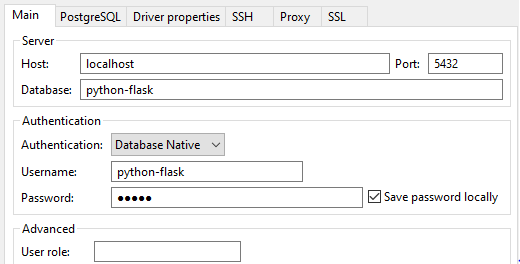 Main PostgreSQL Driver properties SSH Proxy SSL
Server
Host: localhost Port: 5432
Database: python-flask
Authentication
Authentication: Database Native
Username: python-flask
Password: ●●●●●
Save password locally
Advanced
User role: